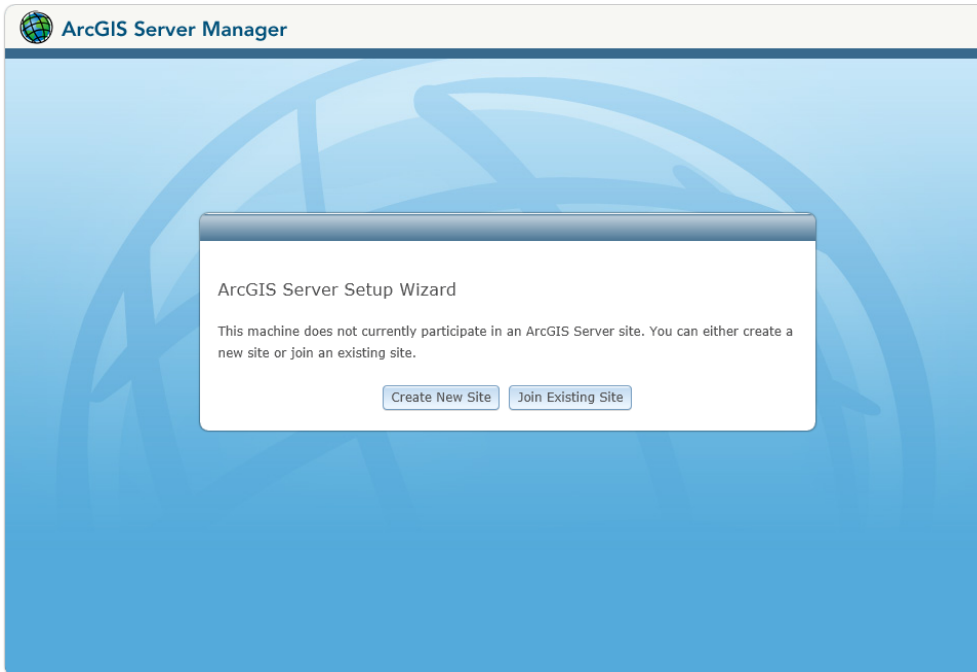 ArcGIS Server Manager
ArcGIS Server Setup Wizard
This machine does not currently participate in an ArcGIS Server site. You can either create a
new site or join an existing site.
Create New Site Join Existing Site